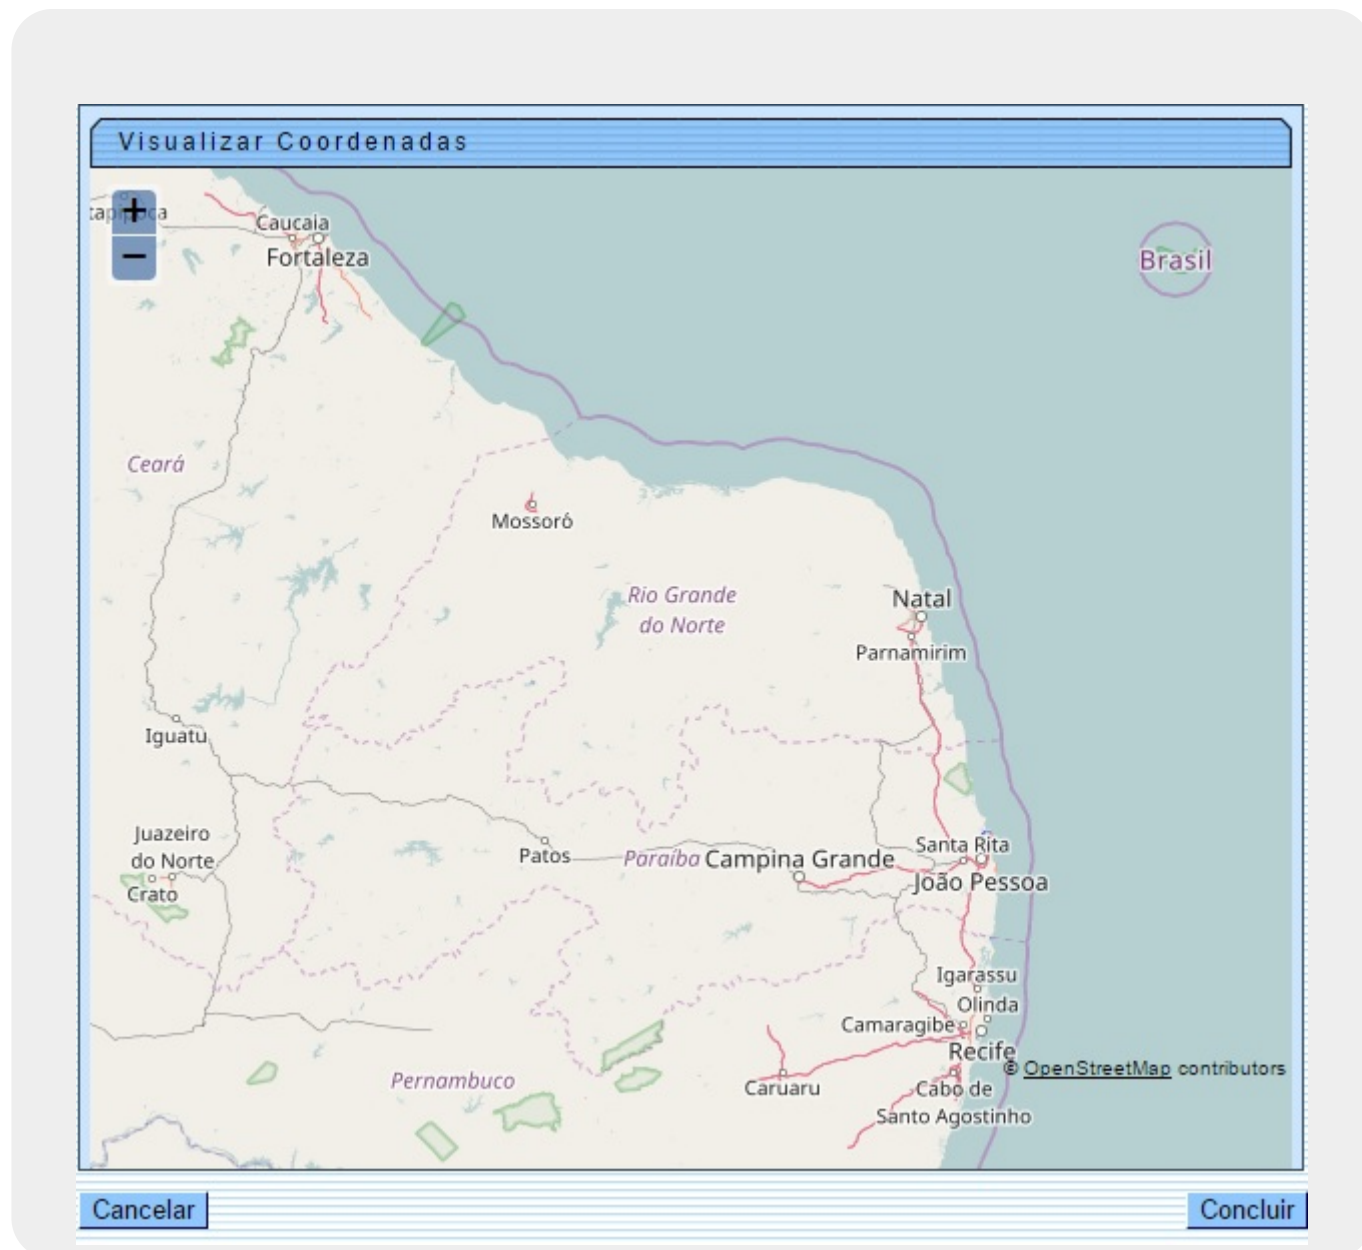 Visualizar Coordenadas
+
−
Caucaia
Fortaleza
Brasil
Ceará
Mossoró
Rio Grande
do Norte
Natal
Parnamirim
Iguatu
Juazeiro
do Norte
Crato
Patos
Paraíba
Campina Grande
Santa Rita
João Pessoa
Igarassu
Olinda
Camaragibe
Recife
© OpenStreetMap contributors
Pernambuco
Caruaru
Cabo de
Santo Agostinho
Cancelar
Concluir